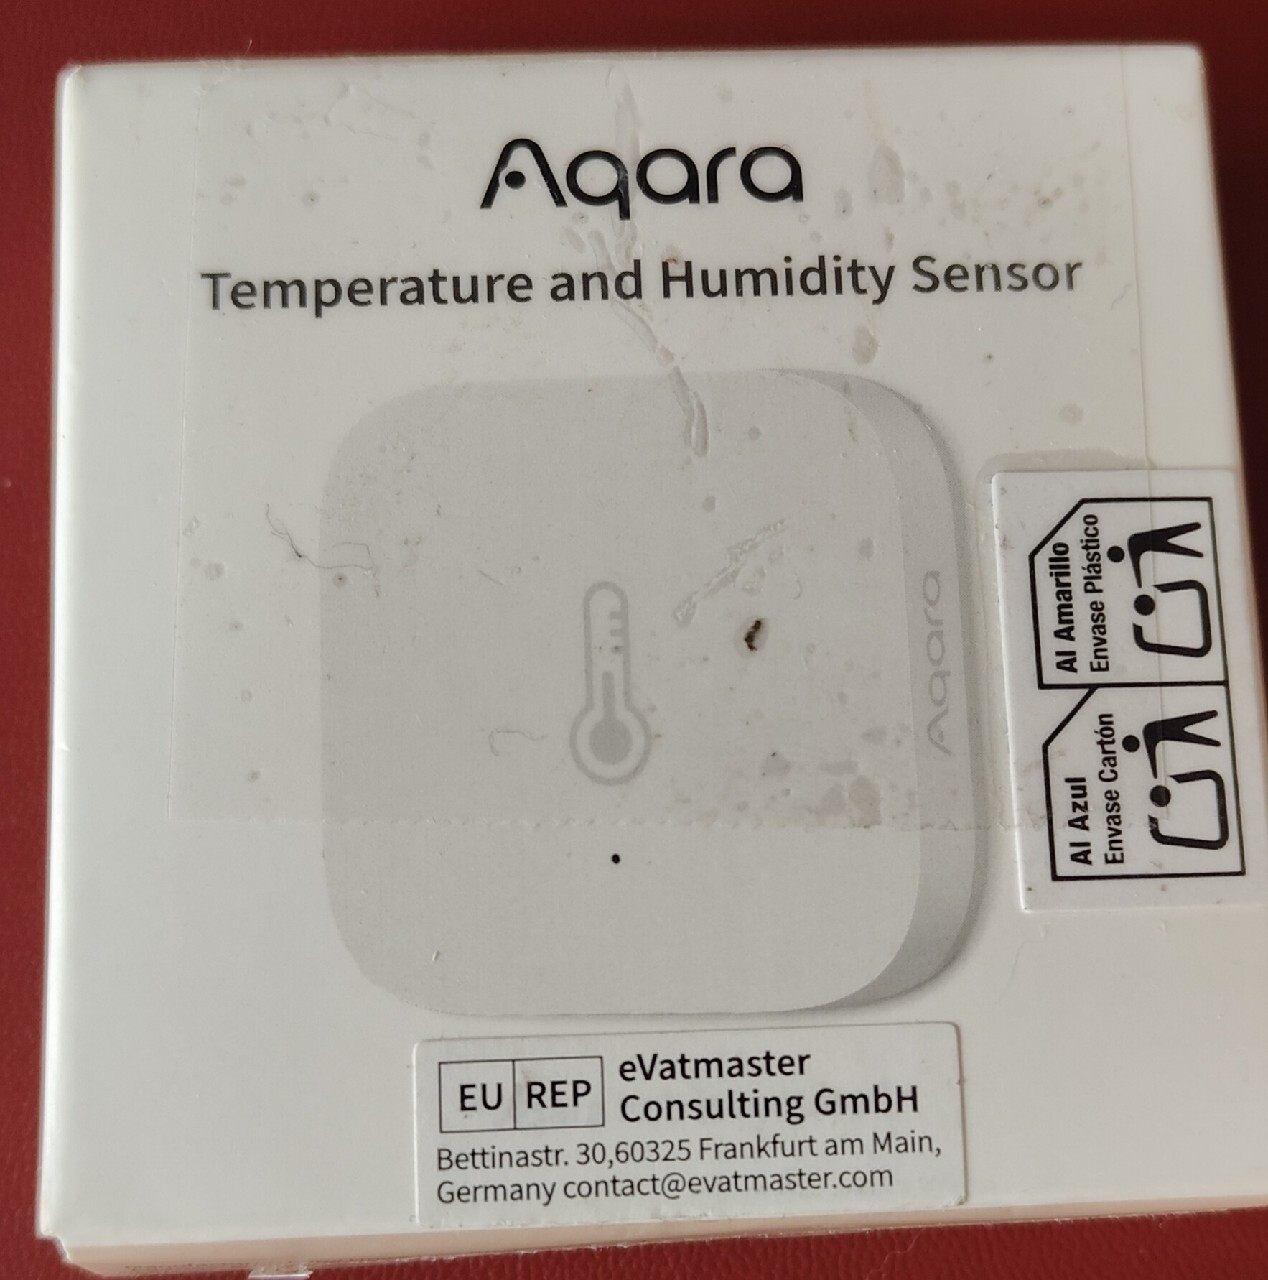 Aqara
Temperature and Humidity Sensor
Aqara
Al Amarillo
Envase Plástico
Al Azul
Envase Cartón
EU REP
eVatmaster
Consulting GmbH
Bettinastr. 30,60325 Frankfurt am Main,
Germany contact@evatmaster.com